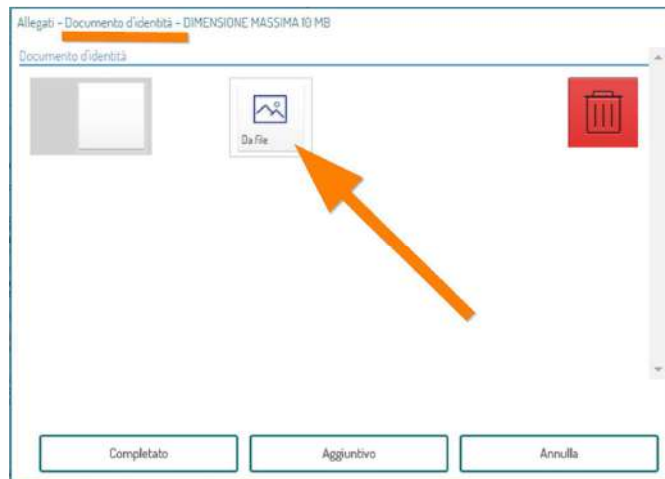 Allegati - Documento d'identità - DIMENSIONE MASSIMA 10 MB
Documento d'identità
Da File
Completato
Aggiuntivo
Annulla